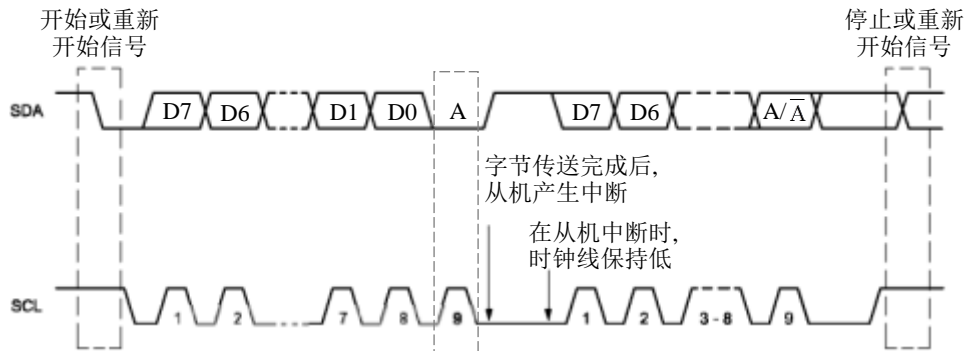 开始或重新
开始信号
停止或重新
开始信号
SDA
D7 D6 D1 D0 A D7 D6 A/A̅
字节传送完成后,
从机产生中断
在从机中断时,
时钟线保持低
SCL
1 2 7 8 9 1 2 3 - 8 9